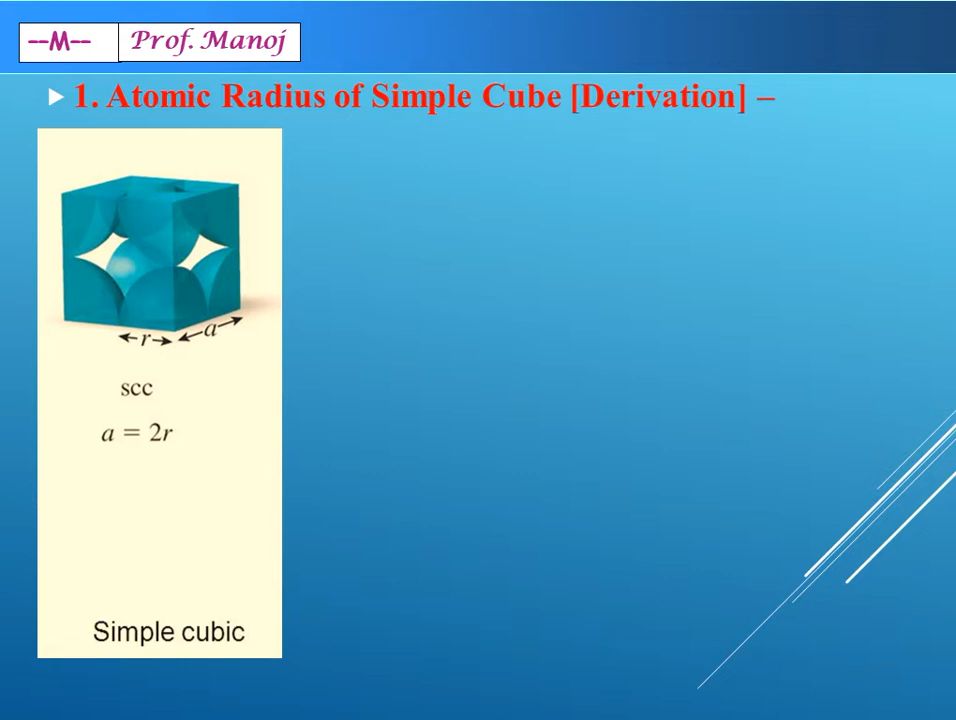 --M-- Prof. Manoj
1. Atomic Radius of Simple Cube [Derivation] –
r a
scc
a = 2r
Simple cubic